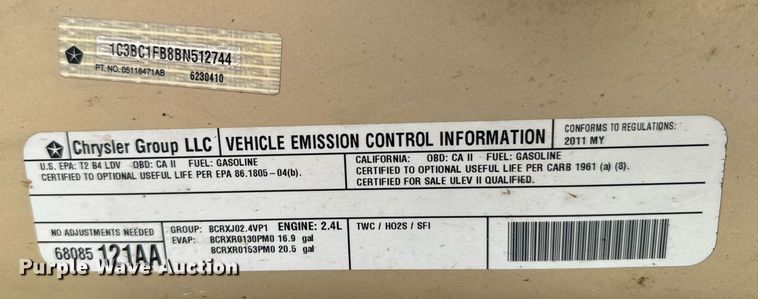 1C3BC1FB8BN512744
PT. NO. 05116471AB 6230410
Chrysler Group LLC VEHICLE EMISSION CONTROL INFORMATION CONFORMS TO REGULATIONS:
2011 MY
U.S. EPA: T2 B4 LDV OBD: CA II FUEL: GASOLINE
CERTIFIED TO OPTIONAL USEFUL LIFE PER EPA 86.1805-04(b).
CALIFORNIA: OBD: CA II FUEL: GASOLINE
CERTIFIED TO OPTIONAL USEFUL LIFE PER CARB 1961 (a) (8).
CERTIFIED FOR SALE ULEV II QUALIFIED.
NO ADJUSTMENTS NEEDED
68085 121AA
GROUP: BCRXJ02.4VP1 ENGINE: 2.4L
EVAP: BCRXR0130PM0 16.9 gal
BCRXR0153PM0 20.5 gal
TWC / HO2S / SFI
Purple Wave Auction